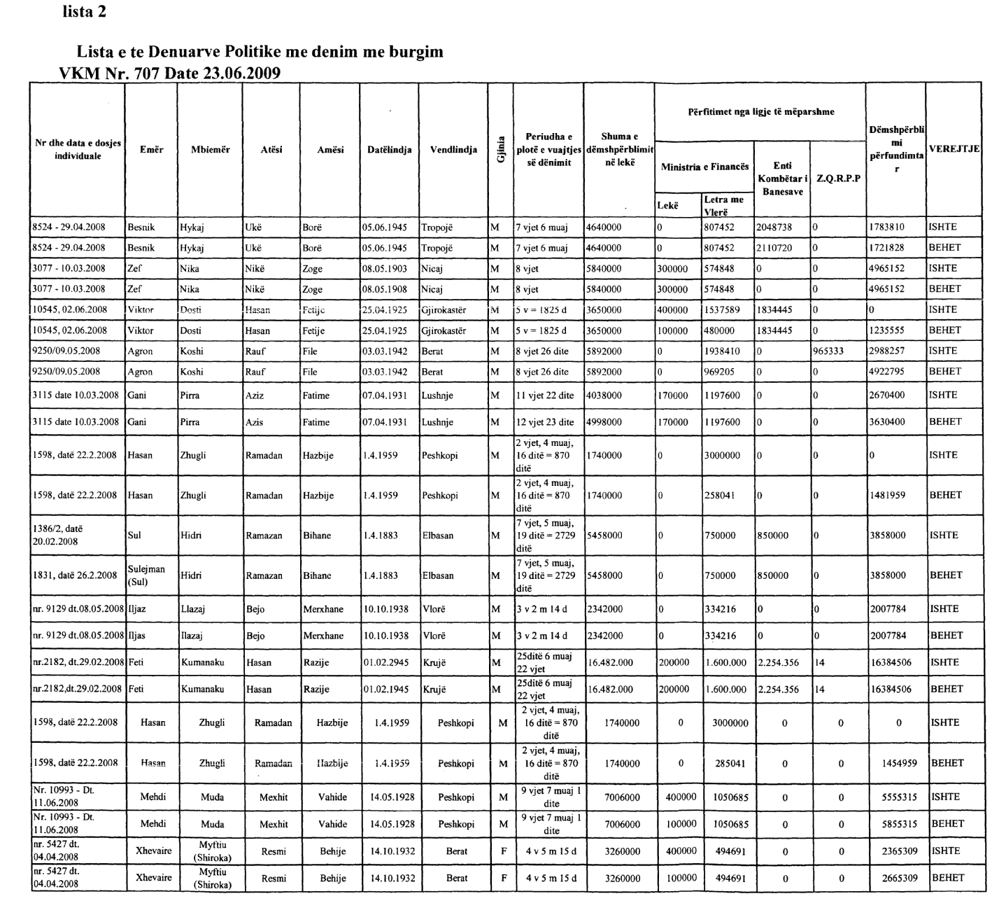 lista 2
Lista e te Denuarve Politike me denim me burgim
VKM Nr. 707 Date 23.06.2009
Nr dhe data e dosjes individuale | Emër | Mbiemër | Atësi | Amësi | Datëlindja | Vendlindja | Gjinia | Periudha e plotë e vuajtjes së dënimit | Shuma e dëmshpërblimit në lekë | Përfitimet nga ligje të mëparshme | Dëmshpërbli mi përfundimta r | VEREJTJE
Ministria e Financës | Enti Kombëtar i Banesave | Z.Q.R.P.P
Lekë | Letra me Vlerë
8524 - 29.04.2008 | Besnik | Hykaj | Ukë | Borë | 05.06.1945 | Tropojë | M | 7 vjet 6 muaj | 4640000 | 0 | 807452 | 2048738 | 0 | 1783810 | ISHTE
8524 - 29.04.2008 | Besnik | Hykaj | Ukë | Borë | 05.06.1945 | Tropojë | M | 7 vjet 6 muaj | 4640000 | 0 | 807452 | 2110720 | 0 | 1721828 | BEHET
3077 - 10.03.2008 | Zef | Nika | Nikë | Zoge | 08.05.1903 | Nicaj | M | 8 vjet | 5840000 | 300000 | 574848 | 0 | 0 | 4965152 | ISHTE
3077 - 10.03.2008 | Zef | Nika | Nikë | Zoge | 08.05.1908 | Nicaj | M | 8 vjet | 5840000 | 300000 | 574848 | 0 | 0 | 4965152 | BEHET
10545, 02.06.2008 | Viktor | Dosti | Hasan | Fetije | 25.04.1925 | Gjirokastër | M | 5 v = 1825 d | 3650000 | 400000 | 1537589 | 1834445 | 0 | 0 | ISHTE
10545, 02.06.2008 | Viktor | Dosti | Hasan | Fetije | 25.04.1925 | Gjirokastër | M | 5 v = 1825 d | 3650000 | 100000 | 480000 | 1834445 | 0 | 1235555 | BEHET
9250/09.05.2008 | Agron | Koshi | Rauf | File | 03.03.1942 | Berat | M | 8 vjet 26 dite | 5892000 | 0 | 1938410 | 0 | 965333 | 2988257 | ISHTE
9250/09.05.2008 | Agron | Koshi | Rauf | File | 03.03.1942 | Berat | M | 8 vjet 26 dite | 5892000 | 0 | 969205 | 0 | 0 | 4922795 | BEHET
3115 date 10.03.2008 | Gani | Pirra | Aziz | Fatime | 07.04.1931 | Lushnje | M | 11 vjet 22 dite | 4038000 | 170000 | 1197600 | 0 | 0 | 2670400 | ISHTE
3115 date 10.03.2008 | Gani | Pirra | Azis | Fatime | 07.04.1931 | Lushnje | M | 12 vjet 23 dite | 4998000 | 170000 | 1197600 | 0 | 0 | 3630400 | BEHET
1598, datë 22.2.2008 | Hasan | Zhugli | Ramadan | Hazbije | 1.4.1959 | Peshkopi | M | 2 vjet, 4 muaj, 16 ditë = 870 ditë | 1740000 | 0 | 3000000 | 0 | 0 | 0 | ISHTE
1598, datë 22.2.2008 | Hasan | Zhugli | Ramadan | Hazbije | 1.4.1959 | Peshkopi | M | 2 vjet, 4 muaj, 16 ditë = 870 ditë | 1740000 | 0 | 258041 | 0 | 0 | 1481959 | BEHET
1386/2, datë 20.02.2008 | Sul | Hidri | Ramazan | Bihane | 1.4.1883 | Elbasan | M | 7 vjet, 5 muaj, 19 ditë = 2729 ditë | 5458000 | 0 | 750000 | 850000 | 0 | 3858000 | ISHTE
1831, datë 26.2.2008 | Sulejman (Sul) | Hidri | Ramazan | Bihane | 1.4.1883 | Elbasan | M | 7 vjet, 5 muaj, 19 ditë = 2729 ditë | 5458000 | 0 | 750000 | 850000 | 0 | 3858000 | BEHET
nr. 9129 dt.08.05.2008 | Iljaz | Llazaj | Bejo | Merxhane | 10.10.1938 | Vlorë | M | 3 v 2 m 14 d | 2342000 | 0 | 334216 | 0 | 0 | 2007784 | ISHTE
nr. 9129 dt.08.05.2008 | Iljas | Ilazaj | Bejo | Merxhane | 10.10.1938 | Vlorë | M | 3 v 2 m 14 d | 2342000 | 0 | 334216 | 0 | 0 | 2007784 | BEHET
nr.2182, dt.29.02.2008 | Feti | Kumanaku | Hasan | Razije | 01.02.2945 | Krujë | M | 25ditë 6 muaj 22 vjet | 16.482.000 | 200000 | 1.600.000 | 2.254.356 | 14 | 16384506 | ISHTE
nr.2182,dt.29.02.2008 | Feti | Kumanaku | Hasan | Razije | 01.02.1945 | Krujë | M | 25ditë 6 muaj 22 vjet | 16.482.000 | 200000 | 1.600.000 | 2.254.356 | 14 | 16384506 | BEHET
1598, datë 22.2.2008 | Hasan | Zhugli | Ramadan | Hazbije | 1.4.1959 | Peshkopi | M | 2 vjet, 4 muaj, 16 ditë = 870 ditë | 1740000 | 0 | 3000000 | 0 | 0 | 0 | ISHTE
1598, datë 22.2.2008 | Hasan | Zhugli | Ramadan | Hazbije | 1.4.1959 | Peshkopi | M | 2 vjet, 4 muaj, 16 ditë = 870 ditë | 1740000 | 0 | 285041 | 0 | 0 | 1454959 | BEHET
Nr. 10993 - Dt. 11.06.2008 | Mehdi | Muda | Mexhit | Vahide | 14.05.1928 | Peshkopi | M | 9 vjet 7 muaj 1 dite | 7006000 | 400000 | 1050685 | 0 | 0 | 5555315 | ISHTE
Nr. 10993 - Dt. 11.06.2008 | Mehdi | Muda | Mexhit | Vahide | 14.05.1928 | Peshkopi | M | 9 vjet 7 muaj 1 dite | 7006000 | 100000 | 1050685 | 0 | 0 | 5855315 | BEHET
nr. 5427 dt. 04.04.2008 | Xhevaire | Myftiu (Shiroka) | Resmi | Behije | 14.10.1932 | Berat | F | 4 v 5 m 15 d | 3260000 | 400000 | 494691 | 0 | 0 | 2365309 | ISHTE
nr. 5427 dt. 04.04.2008 | Xhevaire | Myftiu (Shiroka) | Resmi | Behije | 14.10.1932 | Berat | F | 4 v 5 m 15 d | 3260000 | 100000 | 494691 | 0 | 0 | 2665309 | BEHET